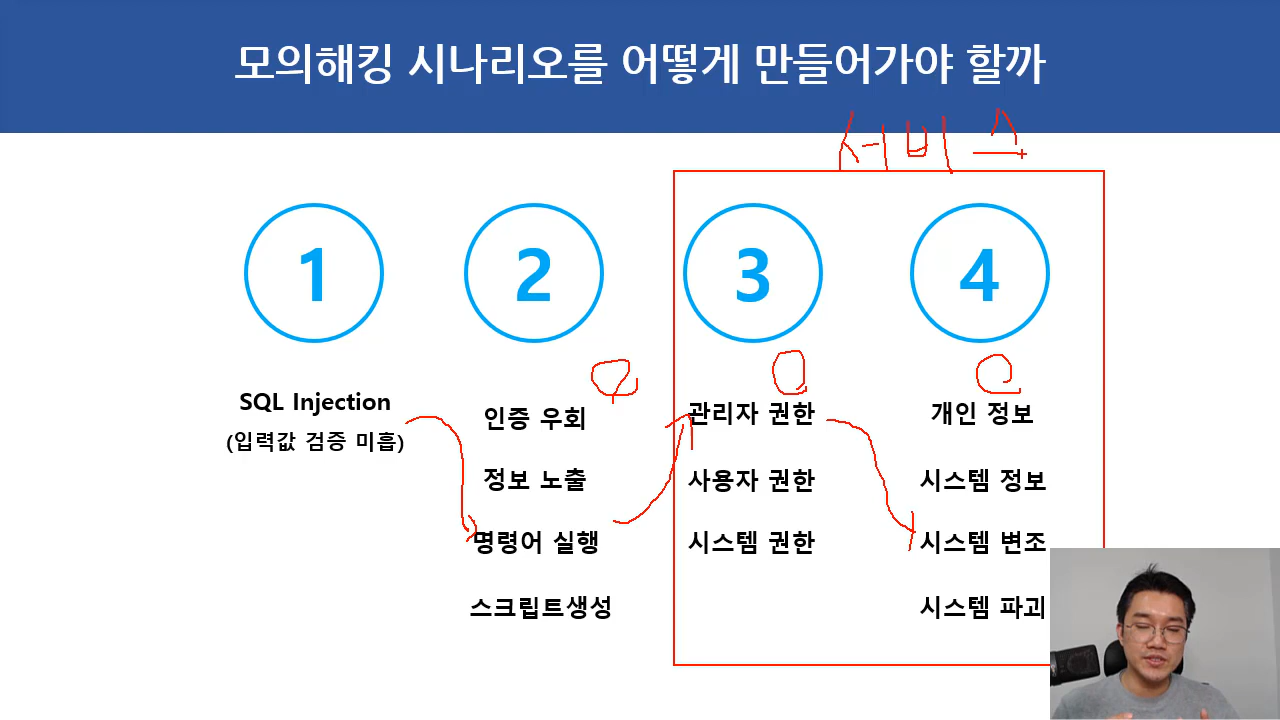 모의해킹 시나리오를 어떻게 만들어가야 할까
서비스
1
2
3
4
SQL Injection
(입력값 검증 미흡)
인증 우회
정보 노출
명령어 실행
스크립트생성
관리자 권한
사용자 권한
시스템 권한
개인 정보
시스템 정보
시스템 변조
시스템 파괴